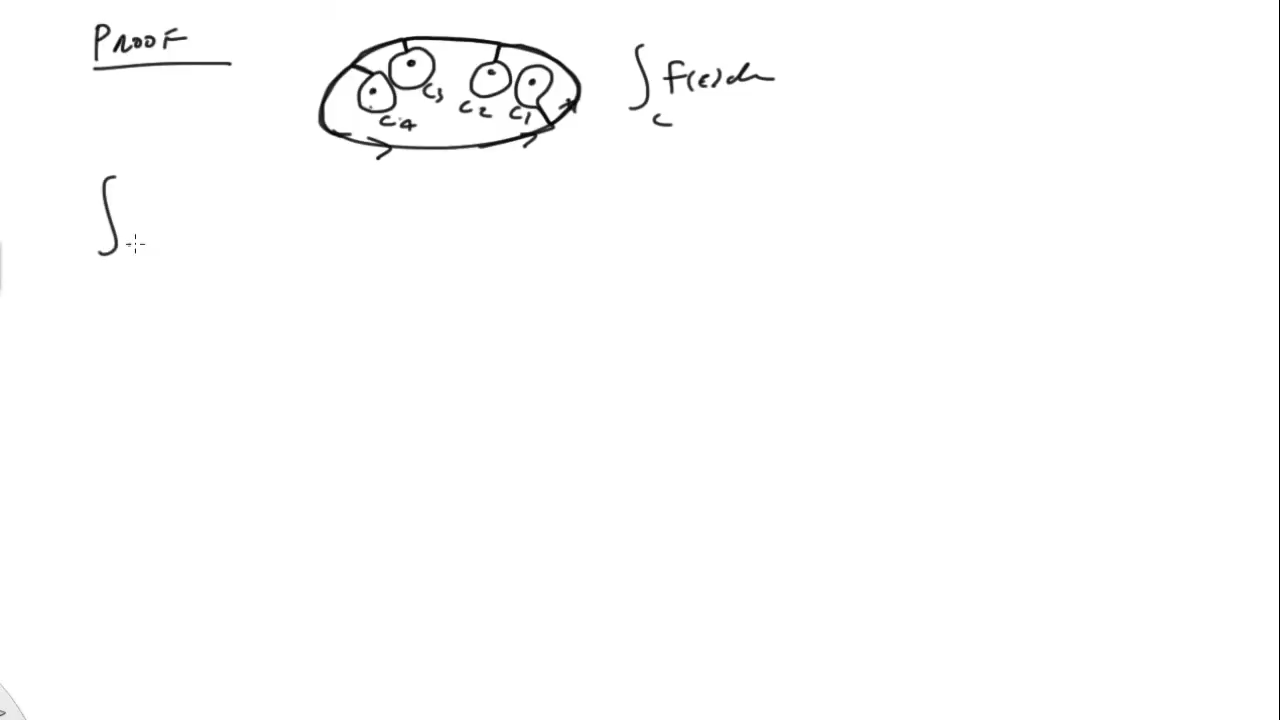 PROOF
C3
C2
C1
C4
∫ f(z)dz
C
∫